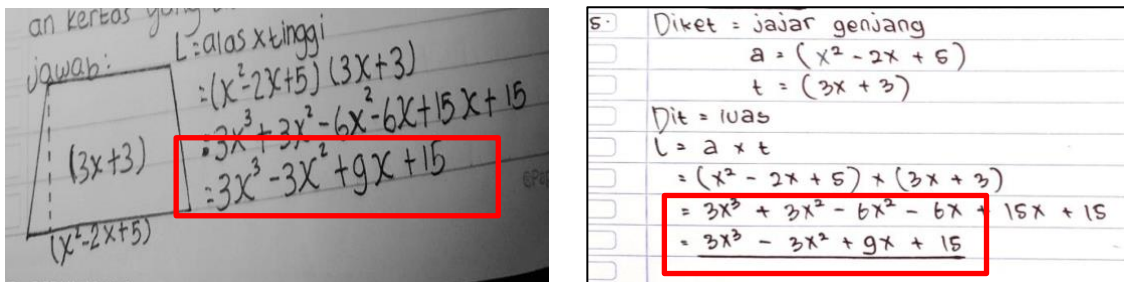 an kertas yang
jawab:
L = alas x tinggi
= (x² - 2x + 5) (3x + 3)
= 3x³ + 3x² - 6x² - 6x + 15x + 15
= 3x³ - 3x² + 9x + 15
(3x+3)
(x² - 2x + 5)
5. Diket = jajar genjang
a = (x² - 2x + 5)
t = (3x + 3)
Dit = luas
L = a x t
= (x² - 2x + 5) x (3x + 3)
= 3x³ + 3x² - 6x² - 6x + 15x + 15
= 3x³ - 3x² + 9x + 15